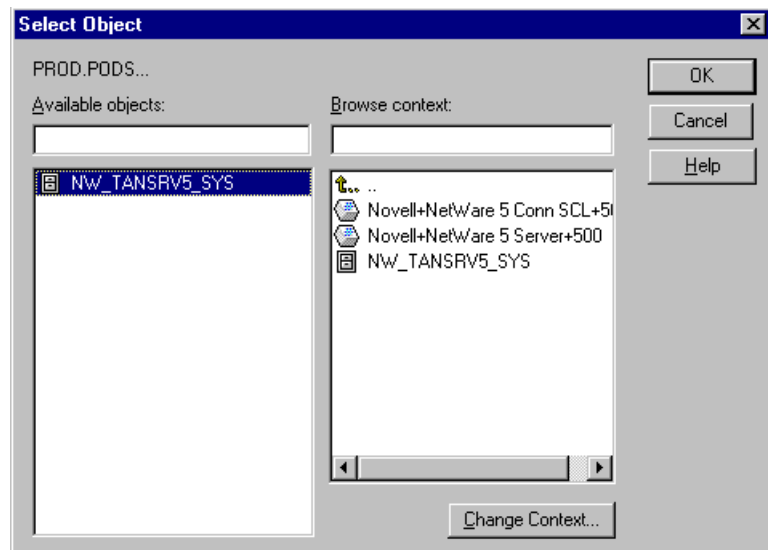 Select Object
PROD.PODS...
Available objects:
NW_TANSRV5_SYS
Browse context:
..
Novell+NetWare 5 Conn SCL+5
Novell+NetWare 5 Server+500
NW_TANSRV5_SYS
Change Context...
OK
Cancel
Help